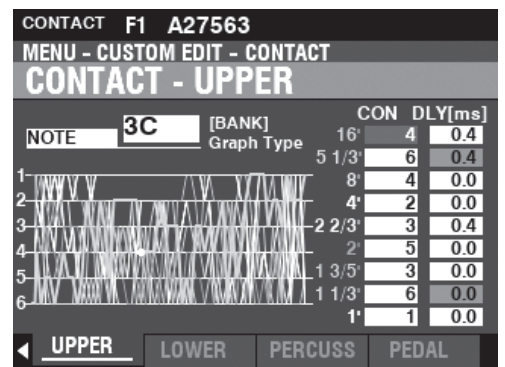 CONTACT F1 A27563
MENU - CUSTOM EDIT - CONTACT
CONTACT - UPPER
CON DLY[ms]
NOTE 3C [BANK] Graph Type
16' 4 0.4
5 1/3' 6 0.4
1 8' 4 0.0
2 4' 2 0.0
3 2 2/3' 3 0.4
4 2' 5 0.0
5 1 3/5' 3 0.0
6 1 1/3' 6 0.0
1' 1 0.0
UPPER LOWER PERCUSS PEDAL